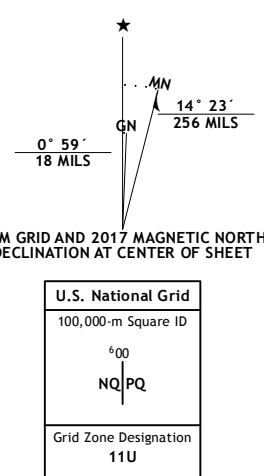 MN
14° 23´
256 MILS
GN
0° 59´
18 MILS
M GRID AND 2017 MAGNETIC NORTH
DECLINATION AT CENTER OF SHEET
U.S. National Grid
100,000-m Square ID
⁶00
NQ PQ
Grid Zone Designation
11U